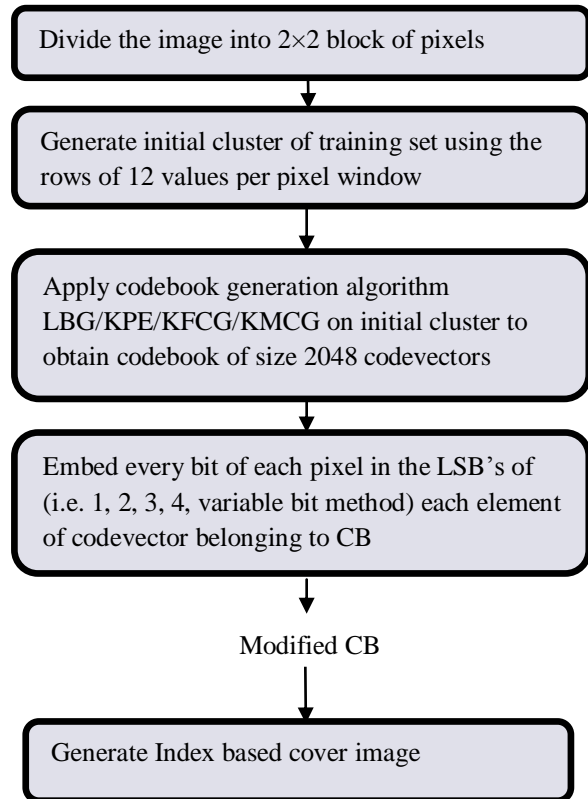 Divide the image into 2×2 block of pixels
Generate initial cluster of training set using the
rows of 12 values per pixel window
Apply codebook generation algorithm
LBG/KPE/KFCG/KMCG on initial cluster to
obtain codebook of size 2048 codevectors
Embed every bit of each pixel in the LSB's of
(i.e. 1, 2, 3, 4, variable bit method) each element
of codevector belonging to CB
Modified CB
Generate Index based cover image